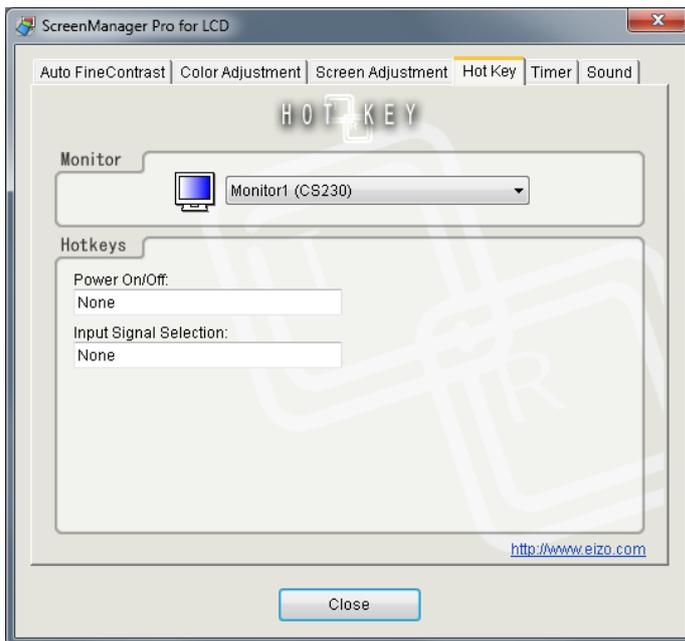 ScreenManager Pro for LCD
Auto FineContrast Color Adjustment Screen Adjustment Hot Key Timer Sound
HOT KEY
Monitor
Monitor1 (CS230)
Hotkeys
Power On/Off:
None
Input Signal Selection:
None
http://www.eizo.com
Close